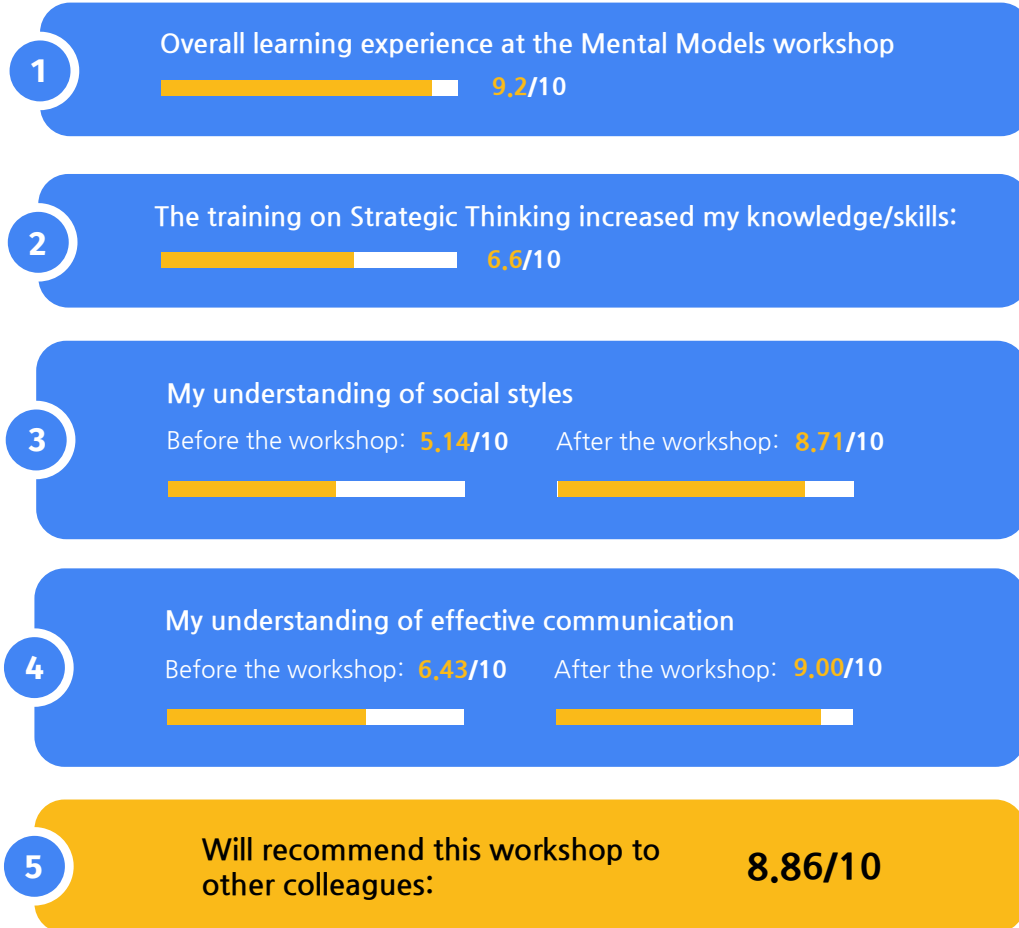 1
Overall learning experience at the Mental Models workshop
9.2/10
2
The training on Strategic Thinking increased my knowledge/skills:
6.6/10
3
My understanding of social styles
Before the workshop: 5.14/10 After the workshop: 8.71/10
4
My understanding of effective communication
Before the workshop: 6.43/10 After the workshop: 9.00/10
5
Will recommend this workshop to
other colleagues:
8.86/10